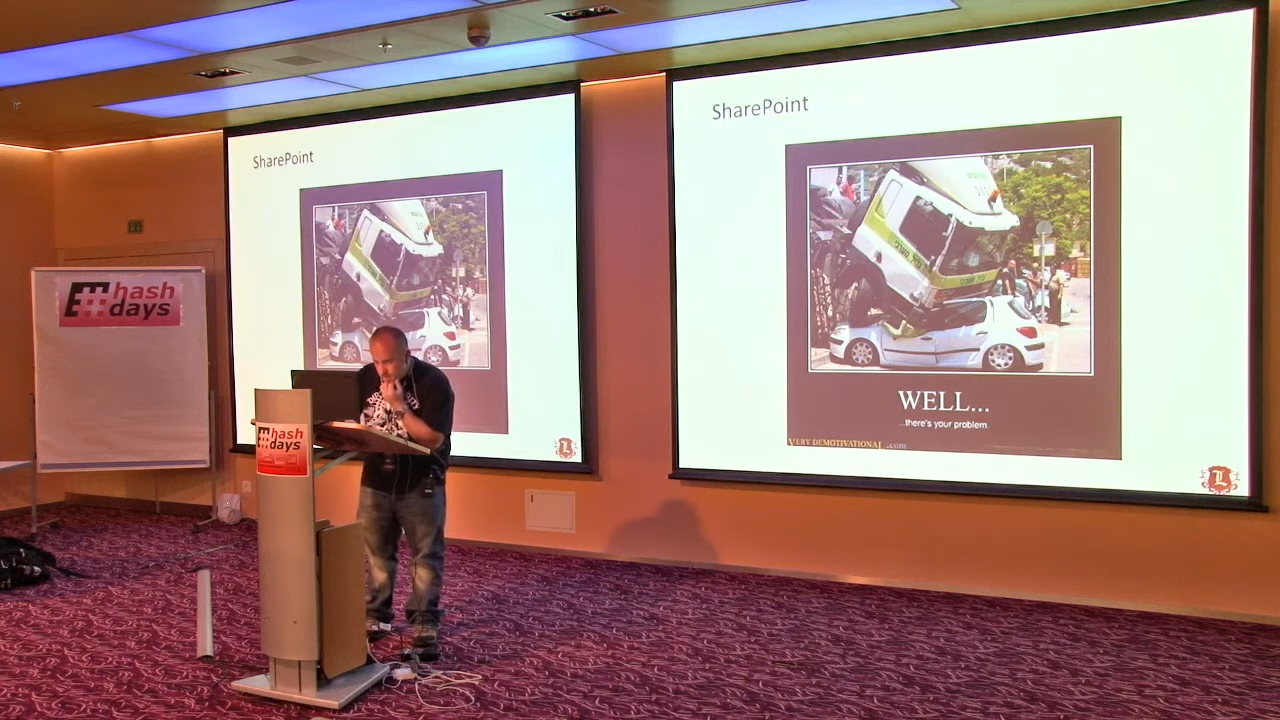 SharePoint
SharePoint
WELL...
...there's your problem.
VERY DEMOTIVATIONAL .com
hash
days
hash
days
L
L